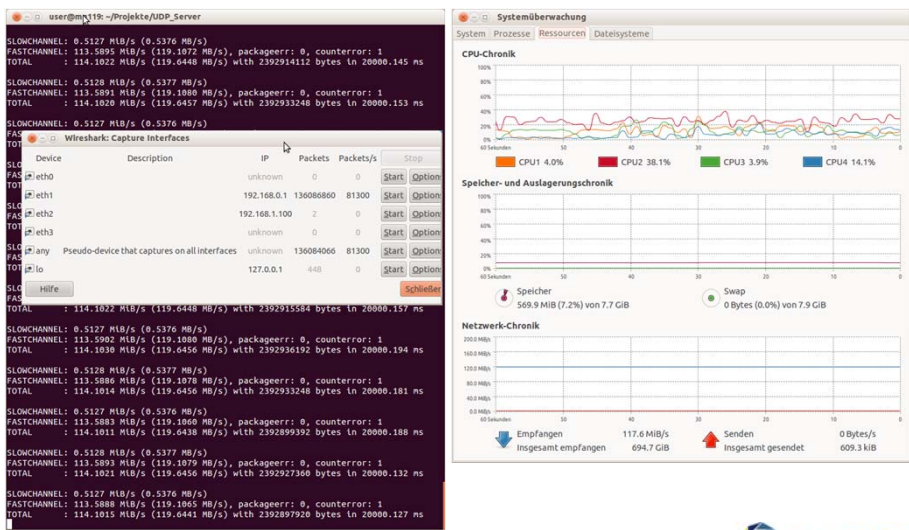 user@mp119: ~/Projekte/UDP_Server
SLOWCHANNEL: 0.5127 MiB/s (0.5376 MB/s)
FASTCHANNEL: 113.5895 MiB/s (119.1072 MB/s), packageerr: 0, counterror: 1
TOTAL : 114.1022 MiB/s (119.6448 MB/s) with 2392914112 bytes in 20000.145 ms
SLOWCHANNEL: 0.5128 MiB/s (0.5377 MB/s)
FASTCHANNEL: 113.5891 MiB/s (119.1080 MB/s), packageerr: 0, counterror: 1
TOTAL : 114.1020 MiB/s (119.6457 MB/s) with 2392933248 bytes in 20000.153 ms
SLOWCHANNEL: 0.5127 MiB/s (0.5376 MB/s)
Wireshark: Capture Interfaces
Device Description IP Packets Packets/s Stop
eth0 unknown 0 0 Start Option
eth1 192.168.0.1 136086860 81300 Start Option
eth2 192.168.1.100 2 0 Start Option
eth3 unknown 0 0 Start Option
any Pseudo-device that captures on all interfaces unknown 136084066 81300 Start Option
lo 127.0.0.1 448 0 Start Option
Hilfe Schließen
TOTAL : 114.1022 MiB/s (119.6448 MB/s) with 2392915584 bytes in 20000.157 ms
SLOWCHANNEL: 0.5127 MiB/s (0.5376 MB/s)
FASTCHANNEL: 113.5902 MiB/s (119.1080 MB/s), packageerr: 0, counterror: 1
TOTAL : 114.1030 MiB/s (119.6456 MB/s) with 2392936192 bytes in 20000.194 ms
SLOWCHANNEL: 0.5128 MiB/s (0.5377 MB/s)
FASTCHANNEL: 113.5886 MiB/s (119.1078 MB/s), packageerr: 0, counterror: 1
TOTAL : 114.1014 MiB/s (119.6456 MB/s) with 2392933248 bytes in 20000.181 ms
SLOWCHANNEL: 0.5127 MiB/s (0.5376 MB/s)
FASTCHANNEL: 113.5883 MiB/s (119.1060 MB/s), packageerr: 0, counterror: 1
TOTAL : 114.1011 MiB/s (119.6438 MB/s) with 2392899392 bytes in 20000.188 ms
SLOWCHANNEL: 0.5128 MiB/s (0.5377 MB/s)
FASTCHANNEL: 113.5893 MiB/s (119.1079 MB/s), packageerr: 0, counterror: 1
TOTAL : 114.1021 MiB/s (119.6456 MB/s) with 2392927360 bytes in 20000.132 ms
SLOWCHANNEL: 0.5127 MiB/s (0.5376 MB/s)
FASTCHANNEL: 113.5888 MiB/s (119.1065 MB/s), packageerr: 0, counterror: 1
TOTAL : 114.1015 MiB/s (119.6441 MB/s) with 2392897920 bytes in 20000.127 ms
Systemüberwachung
System Prozesse Ressourcen Dateisysteme
CPU-Chronik
100%
80%
60%
40%
20%
60 Sekunden 50 40 30 20 10 0
CPU1 4.0% CPU2 38.1% CPU3 3.9% CPU4 14.1%
Speicher- und Auslagerungschronik
100%
80%
60%
40%
20%
60 Sekunden 50 40 30 20 10 0
Speicher Swap
569.9 MiB (7.2%) von 7.7 GiB 0 Bytes (0.0%) von 7.9 GiB
Netzwerk-Chronik
200.0 MiB/s
160.0 MiB/s
120.0 MiB/s
80.0 MiB/s
40.0 MiB/s
0.0 MiB/s
60 Sekunden 50 40 30 20 10 0
Empfangen 117.6 MiB/s Senden 0 Bytes/s
Insgesamt empfangen 694.7 GiB Insgesamt gesendet 609.3 kiB